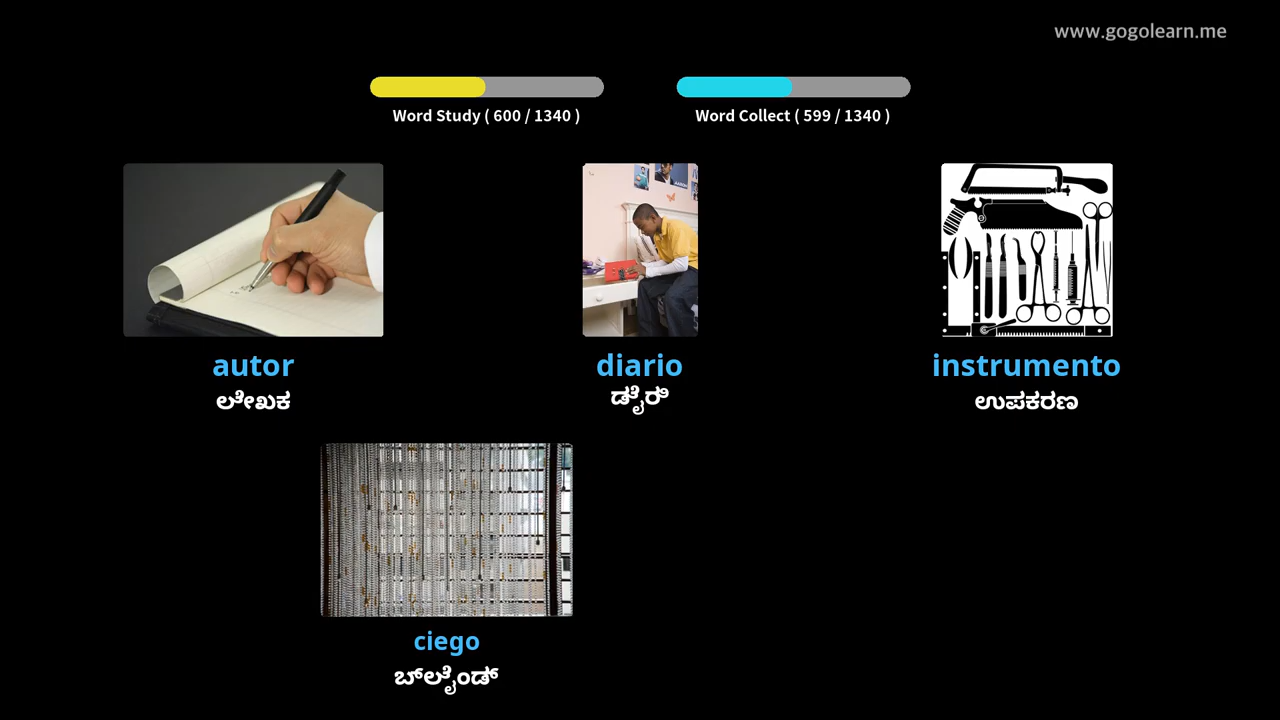 www.gogolearn.me
Word Study ( 600 / 1340 )
Word Collect ( 599 / 1340 )
autor
diario
instrumento
ಲೇಖಕ
ಡೈರಿ
ಉಪಕರಣ
ciego
ಬ್ಲೈಂಡ್